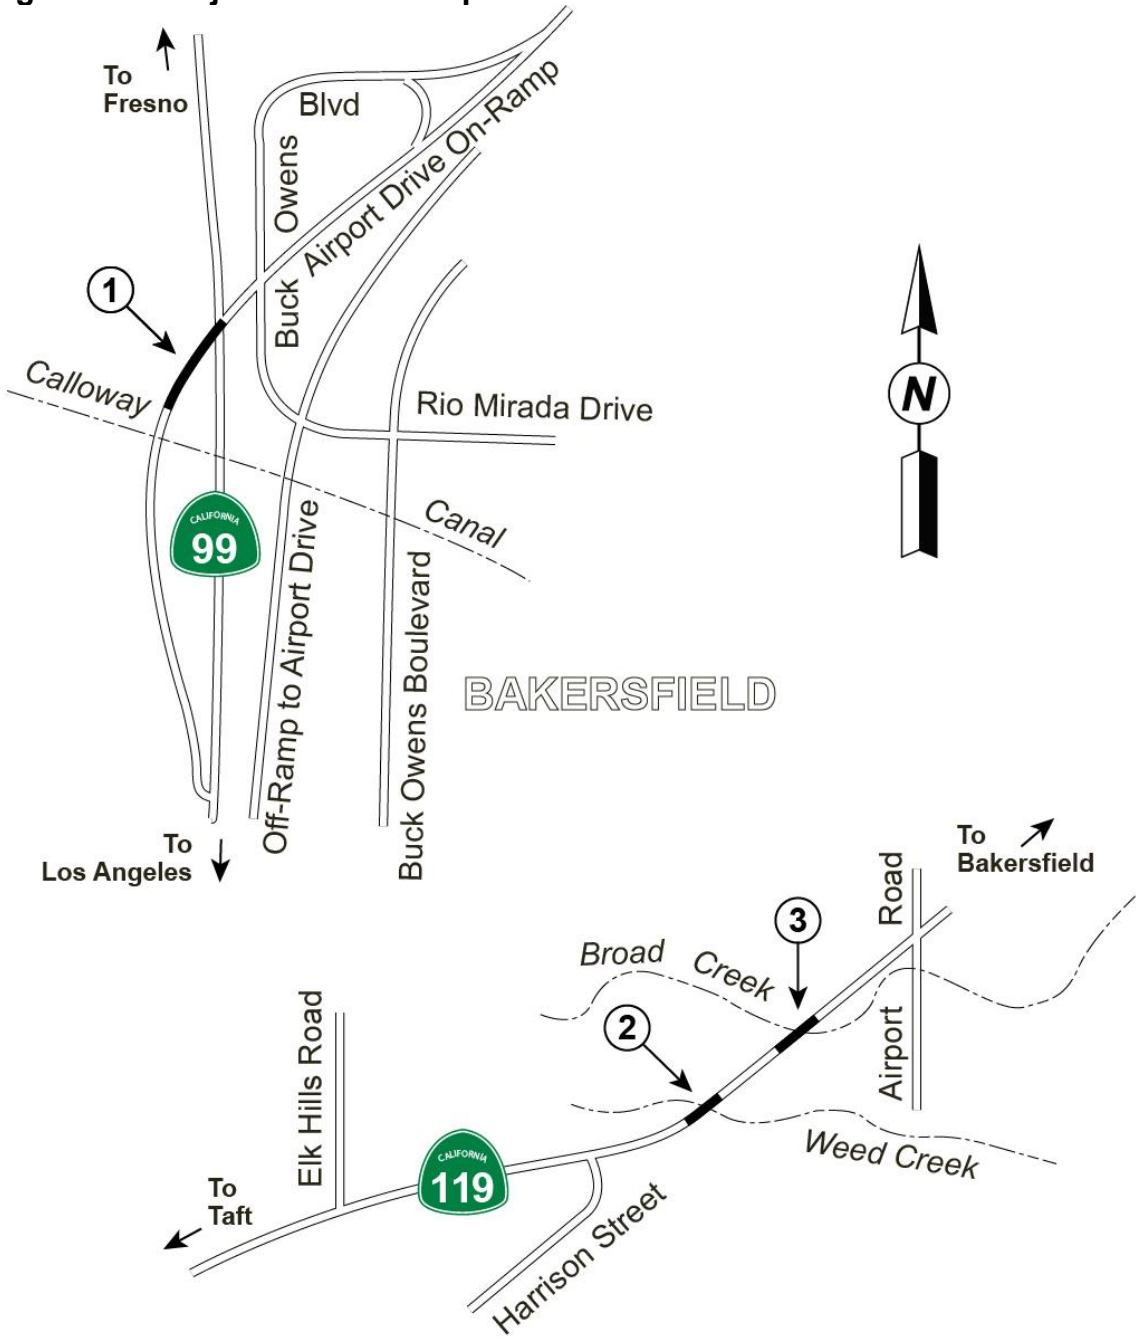 To
Fresno
Blvd
Buck Owens
Airport Drive On-Ramp
1
Calloway
Canal
Rio Mirada Drive
N
CALIFORNIA
99
Off-Ramp to Airport Drive
Buck Owens Boulevard
BAKERSFIELD
To
Los Angeles
To
Bakersfield
Airport Road
3
Broad Creek
2
Elk Hills Road
Weed Creek
CALIFORNIA
119
To
Taft
Harrison Street